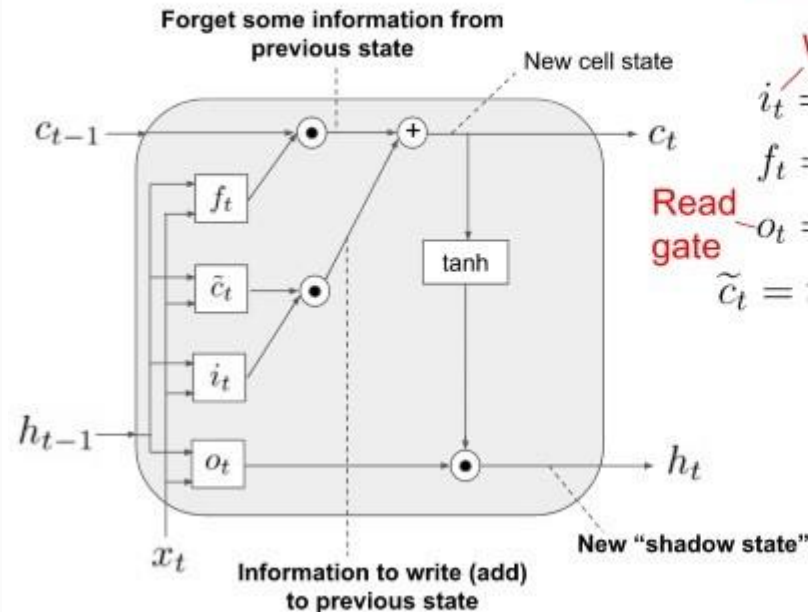 Forget some information from
previous state
New cell state
c_{t-1}
+
c_t
i_t =
f_t
f_t =
Read
gate
o_t =
tanh
c̃_t
c̃_t =
i_t
h_{t-1}
o_t
h_t
x_t
New “shadow state”
Information to write (add)
to previous state